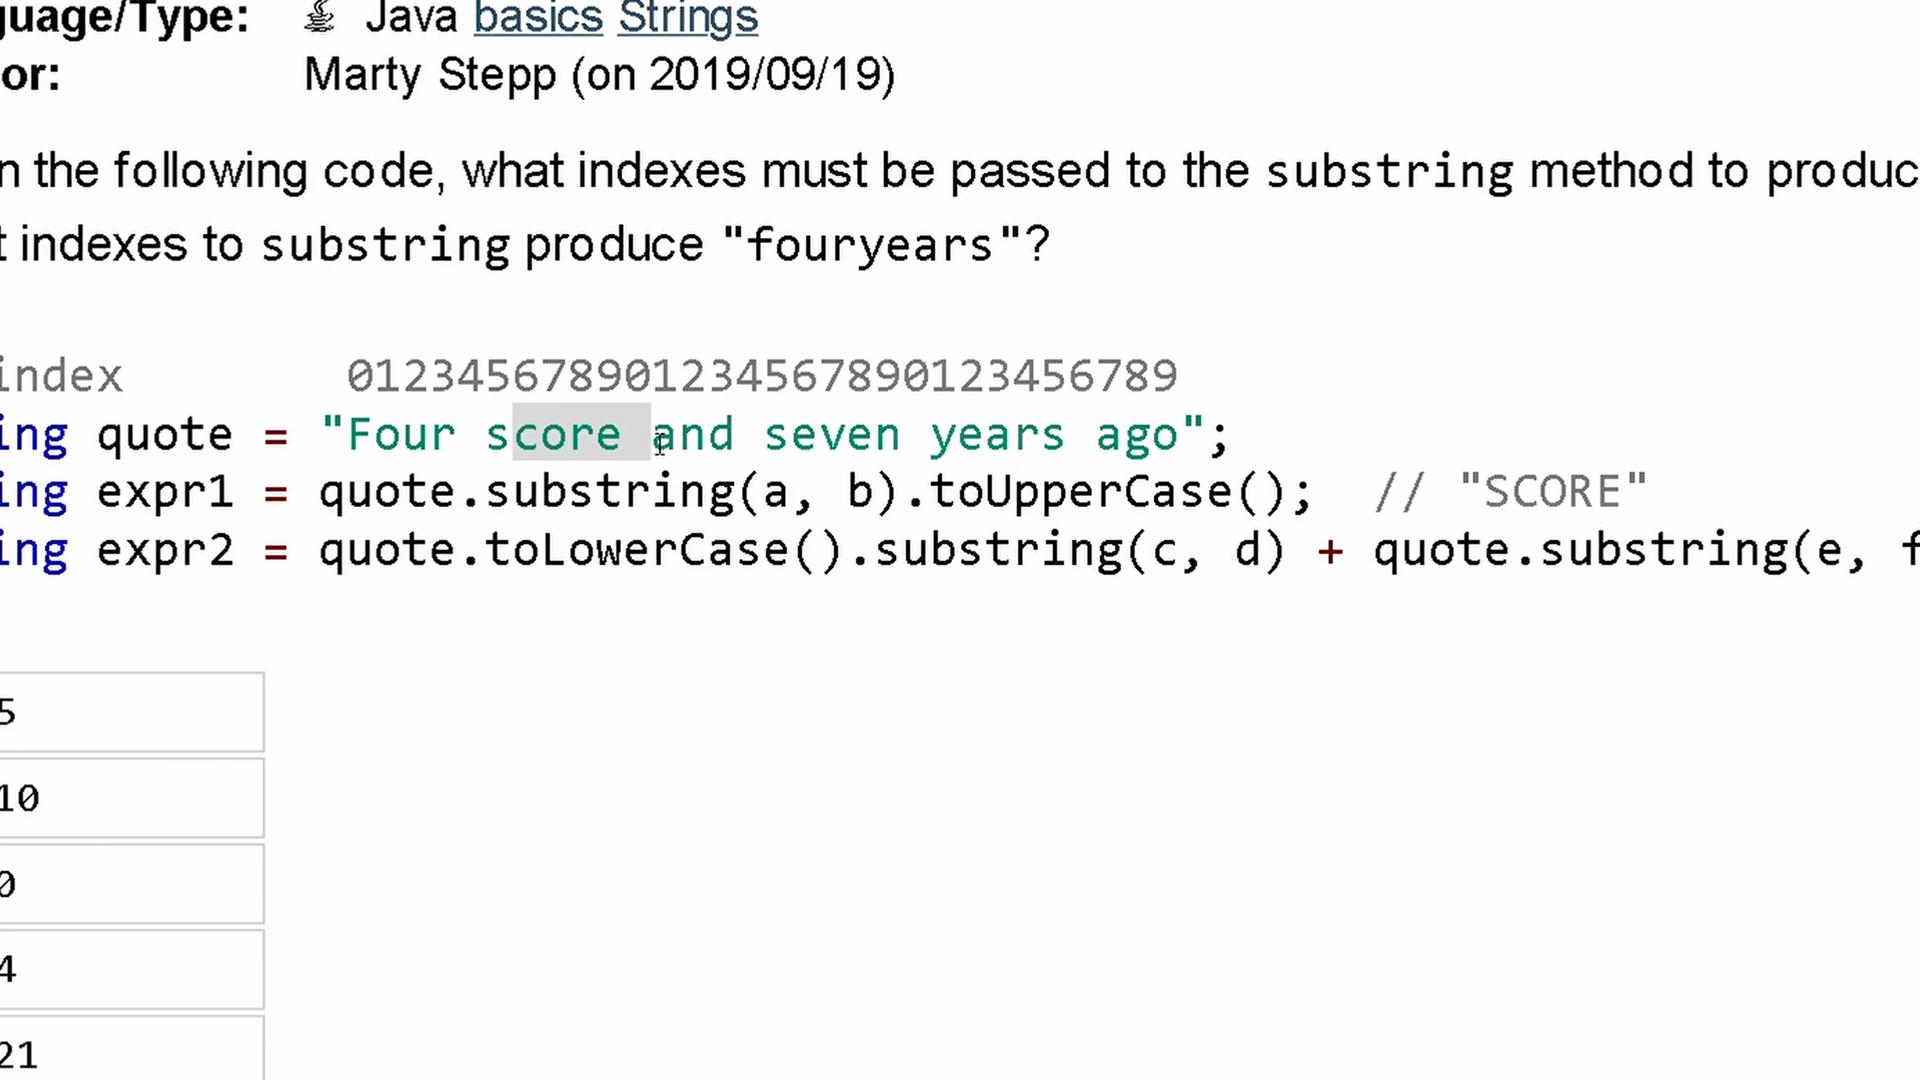 guage/Type: Java basics Strings
or: Marty Stepp (on 2019/09/19)
n the following code, what indexes must be passed to the substring method to produc
t indexes to substring produce "fouryears"?
index 012345678901234567890123456789
ing quote = "Four score and seven years ago";
ing expr1 = quote.substring(a, b).toUpperCase(); // "SCORE"
ing expr2 = quote.toLowerCase().substring(c, d) + quote.substring(e, f
5
10
0
4
21